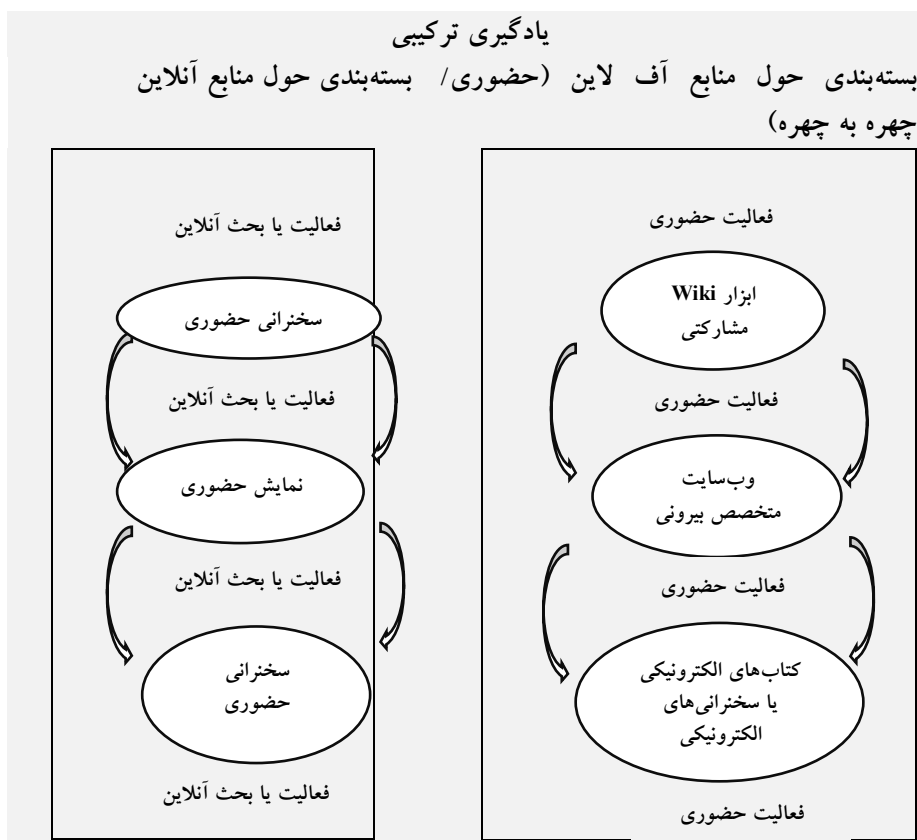 یادگیری ترکیبی
بسته‌بندی حول منابع آف لاین (حضوری/ بسته‌بندی حول منابع آنلاین
چهره به چهره)
فعالیت حضوری
ابزار Wiki
مشارکتی
فعالیت حضوری
وب‌سایت
متخصص بیرونی
فعالیت حضوری
کتاب‌های الکترونیکی
یا سخنرانی‌های
الکترونیکی
فعالیت حضوری
فعالیت یا بحث آنلاین
سخنرانی حضوری
فعالیت یا بحث آنلاین
نمایش حضوری
فعالیت یا بحث آنلاین
سخنرانی
حضوری
فعالیت یا بحث آنلاین